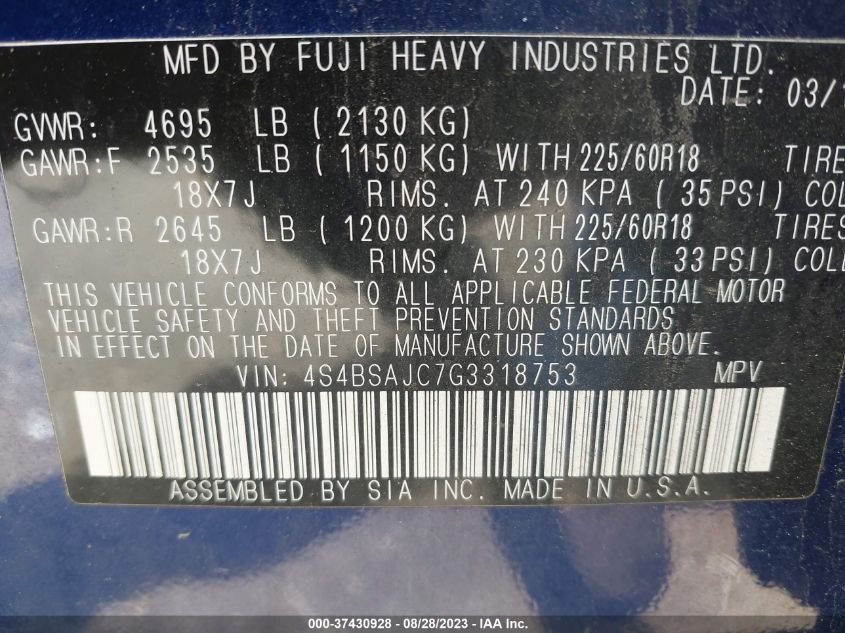 MFD BY FUJI HEAVY INDUSTRIES LTD.
DATE: 03/1
GVWR: 4695 LB ( 2130 KG)
GAWR:F 2535 LB ( 1150 KG) WITH 225/60R18 TIRE
18X7J RIMS. AT 240 KPA ( 35 PSI) COL
GAWR:R 2645 LB ( 1200 KG) WITH 225/60R18 TIRES
18X7J RIMS. AT 230 KPA ( 33 PSI) COL
THIS VEHICLE CONFORMS TO ALL APPLICABLE FEDERAL MOTOR
VEHICLE SAFETY AND THEFT PREVENTION STANDARDS
IN EFFECT ON THE DATE OF MANUFACTURE SHOWN ABOVE.
VIN: 4S4BSAJC7G3318753 MPV
ASSEMBLED BY SIA INC. MADE IN U.S.A.
000-37430928 - 08/28/2023 - IAA Inc.